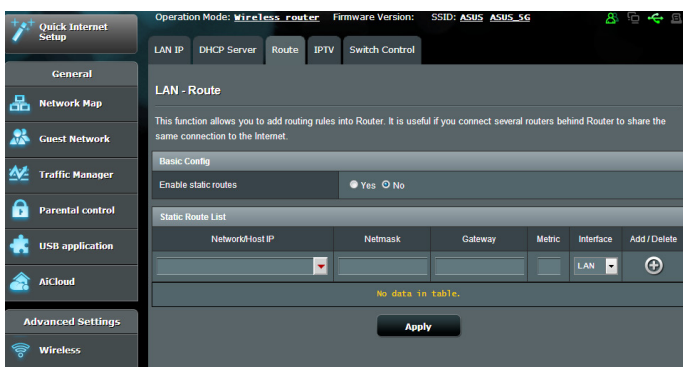 Quick Internet
Setup
General
Network Map
Guest Network
Traffic Manager
Parental control
USB application
AiCloud
Advanced Settings
Wireless
Operation Mode: Wireless router Firmware Version: SSID: ASUS ASUS_5G
LAN IP DHCP Server Route IPTV Switch Control
LAN - Route
This function allows you to add routing rules into Router. It is useful if you connect several routers behind Router to share the
same connection to the Internet.
Basic Config
Enable static routes Yes No
Static Route List
Network/Host IP Netmask Gateway Metric Interface Add / Delete
LAN
No data in table.
Apply